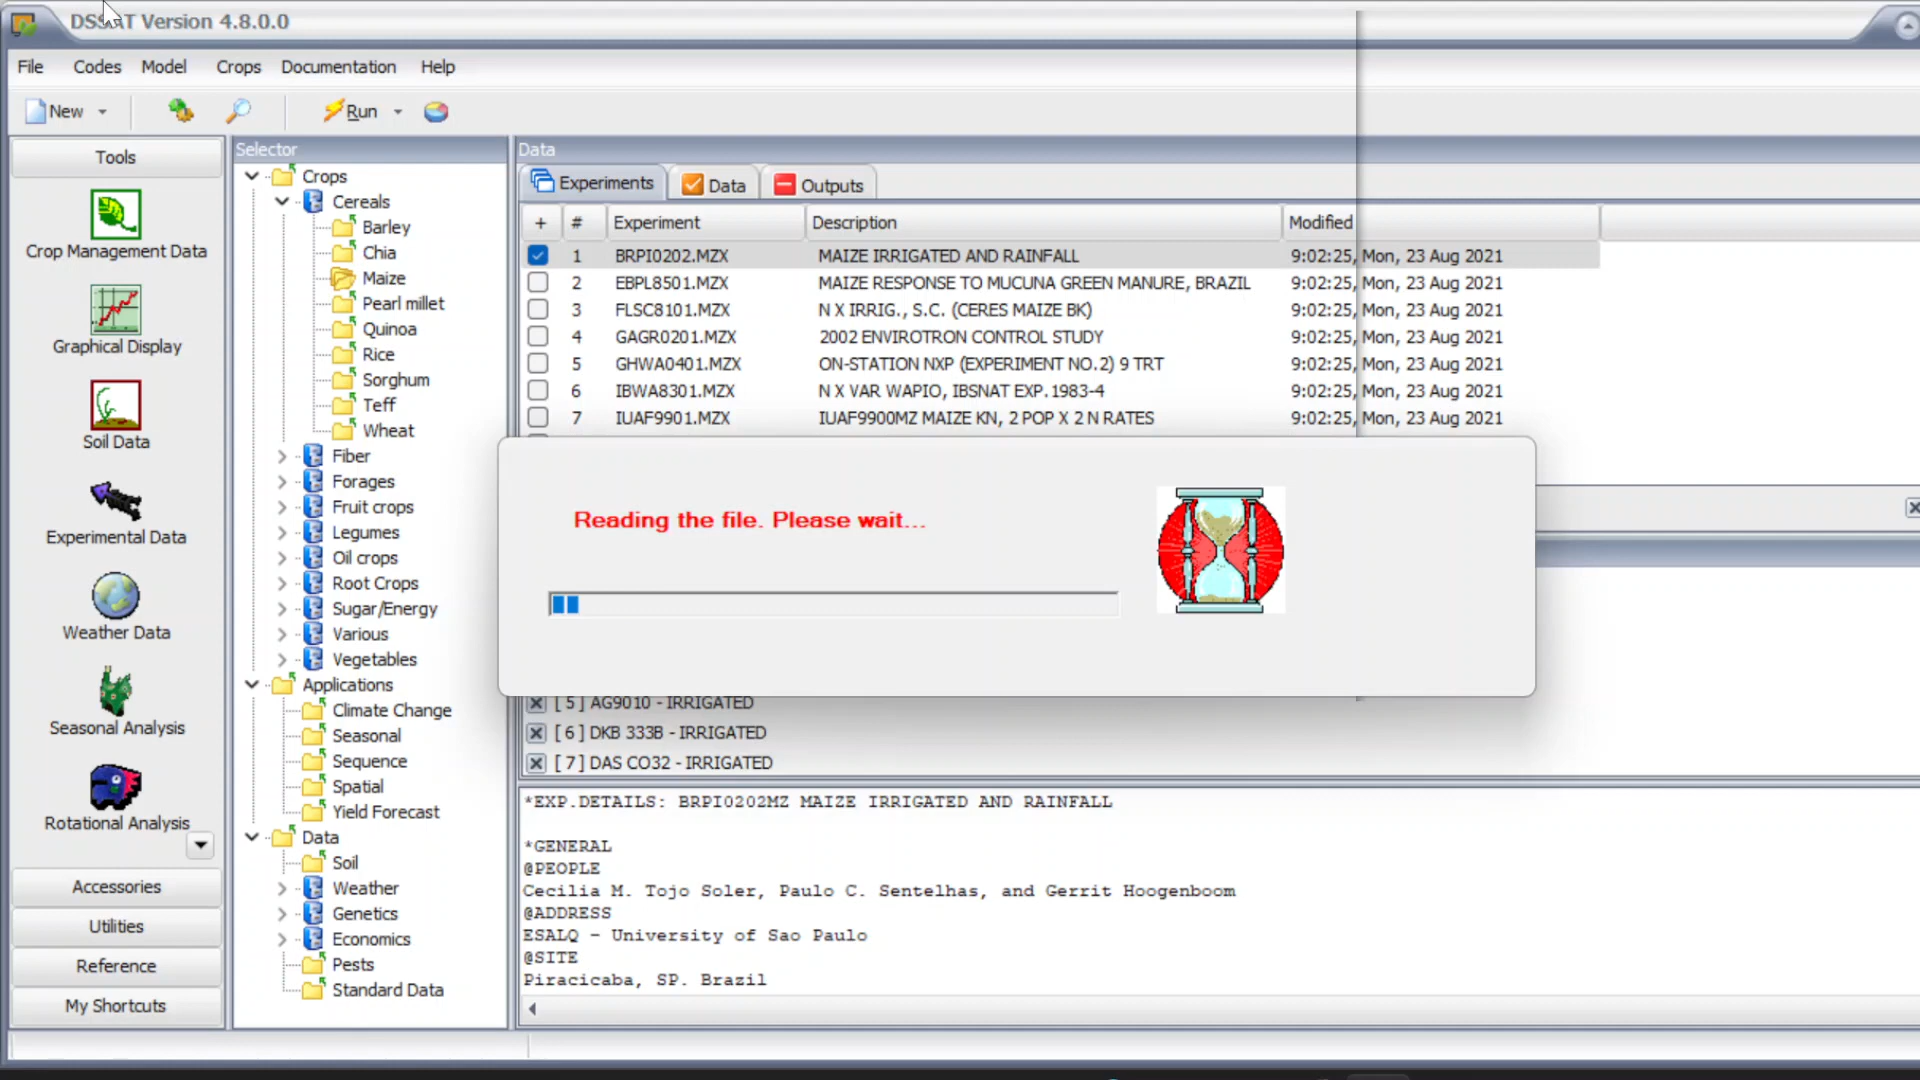 DSSAT Version 4.8.0.0
File Codes Model Crops Documentation Help
New Run
Tools
Crop Management Data
Graphical Display
Soil Data
Experimental Data
Weather Data
Seasonal Analysis
Rotational Analysis
Accessories
Utilities
Reference
My Shortcuts
Selector
Crops
Cereals
Barley
Chia
Maize
Pearl millet
Quinoa
Rice
Sorghum
Teff
Wheat
Fiber
Forages
Fruit crops
Legumes
Oil crops
Root Crops
Sugar/Energy
Various
Vegetables
Applications
Climate Change
Seasonal
Sequence
Spatial
Yield Forecast
Data
Soil
Weather
Genetics
Economics
Pests
Standard Data
Data
Experiments Data Outputs
+ # Experiment Description Modified
1 BRPI0202.MZX MAIZE IRRIGATED AND RAINFALL 9:02:25, Mon, 23 Aug 2021
2 EBPL8501.MZX MAIZE RESPONSE TO MUCUNA GREEN MANURE, BRAZIL 9:02:25, Mon, 23 Aug 2021
3 FLSC8101.MZX N X IRRIG., S.C. (CERES MAIZE BK) 9:02:25, Mon, 23 Aug 2021
4 GAGR0201.MZX 2002 ENVIROTRON CONTROL STUDY 9:02:25, Mon, 23 Aug 2021
5 GHWA0401.MZX ON-STATION NXP (EXPERIMENT NO.2) 9 TRT 9:02:25, Mon, 23 Aug 2021
6 IBWA8301.MZX N X VAR WAPIO, IBSNAT EXP.1983-4 9:02:25, Mon, 23 Aug 2021
7 IUAF9901.MZX IUAF9900MZ MAIZE KN, 2 POP X 2 N RATES 9:02:25, Mon, 23 Aug 2021
Reading the file. Please wait...
[ 5 ] AG9010 - IRRIGATED
[ 6 ] DKB 333B - IRRIGATED
[ 7 ] DAS CO32 - IRRIGATED
*EXP.DETAILS: BRPI0202MZ MAIZE IRRIGATED AND RAINFALL
*GENERAL
@PEOPLE
Cecilia M. Tojo Soler, Paulo C. Sentelhas, and Gerrit Hoogenboom
@ADDRESS
ESALQ - University of Sao Paulo
@SITE
Piracicaba, SP. Brazil